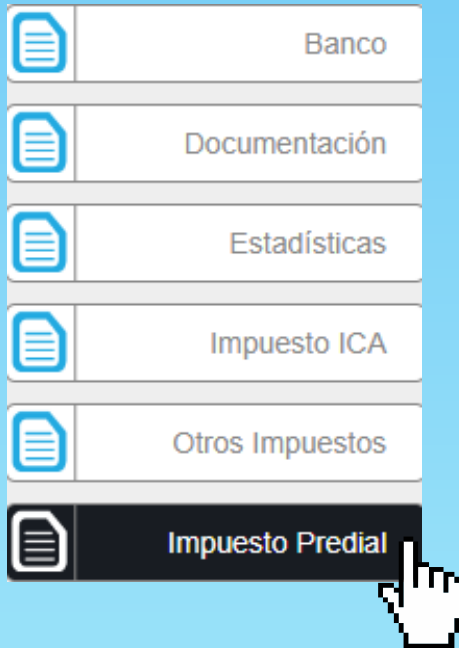 Banco
Documentación
Estadísticas
Impuesto ICA
Otros Impuestos
Impuesto Predial